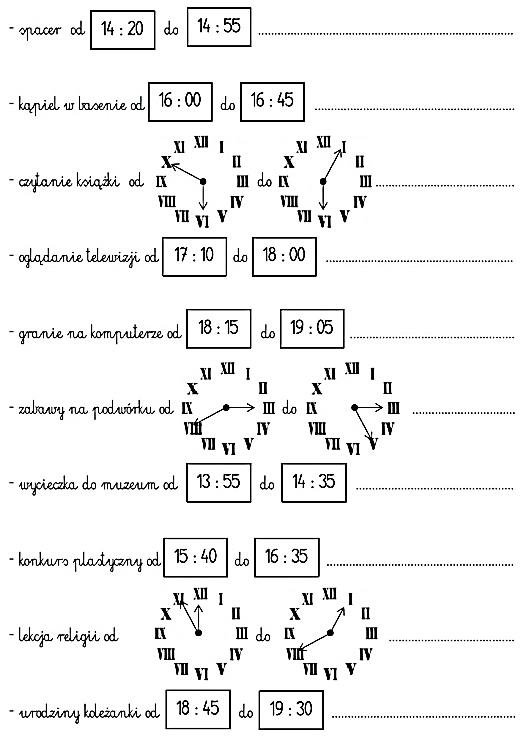 - spacer od 14 : 20 do 14 : 55 ...............................
- kąpiel w basenie od 16 : 00 do 16 : 45 ...............................
XII I II III IV V VI VII VIII IX X XI
XII I II III IV V VI VII VIII IX X XI
- czytanie książki od do ...............................
- oglądanie telewizji od 17 : 10 do 18 : 00 ...............................
- granie na komputerze od 18 : 15 do 19 : 05 ...............................
XII I II III IV V VI VII VIII IX X XI
XII I II III IV V VI VII VIII IX X XI
- zabawy na podwórku od do ...............................
- wycieczka do muzeum od 13 : 55 do 14 : 35 ...............................
- konkurs plastyczny od 15 : 40 do 16 : 35 ...............................
XII I II III IV V VI VII VIII IX X XI
XII I II III IV V VI VII VIII IX X XI
- lekcja religii od do ...............................
- urodziny koleżanki od 18 : 45 do 19 : 30 ...............................